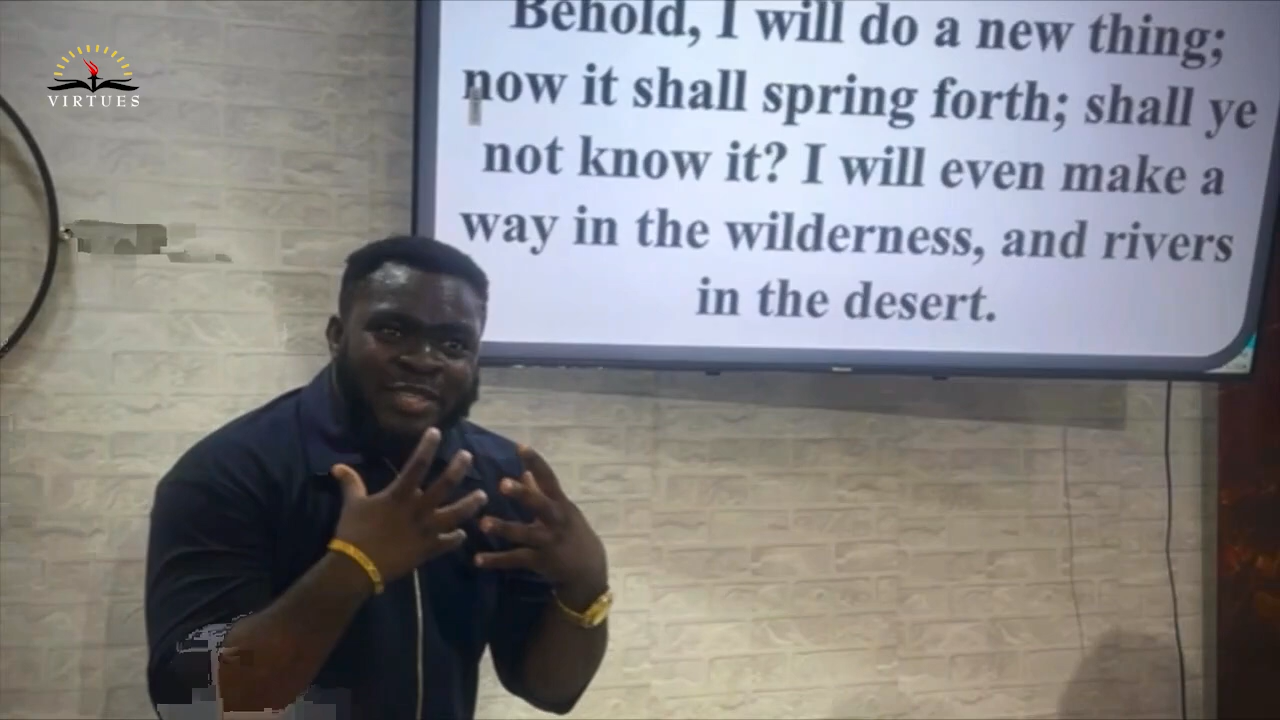 VIRTUES
Behold, I will do a new thing;
now it shall spring forth; shall ye
not know it? I will even make a
way in the wilderness, and rivers
in the desert.